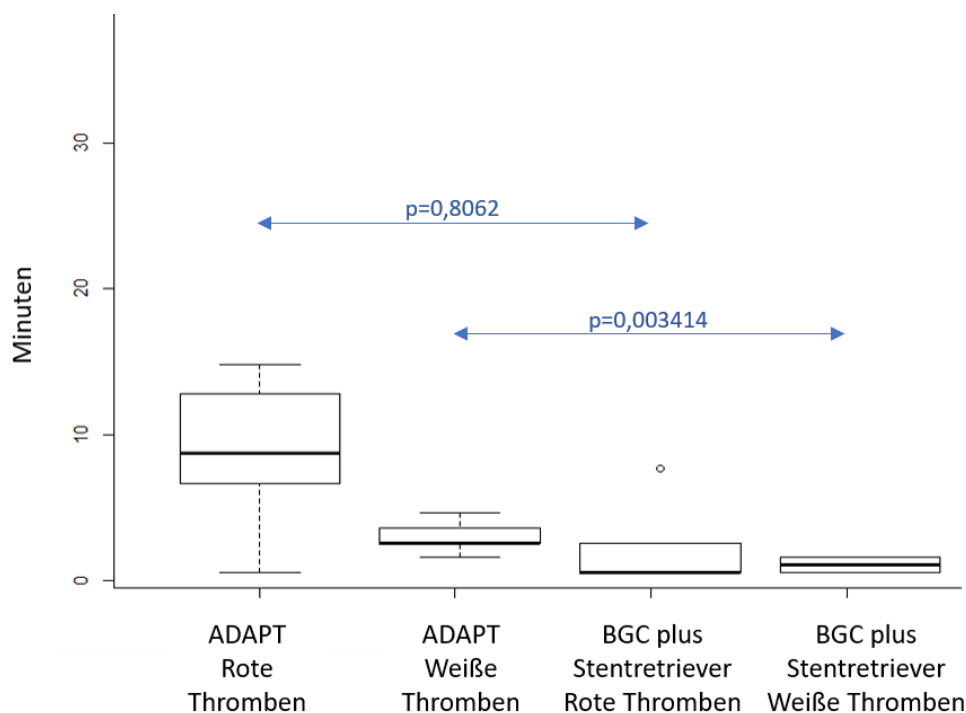 30
20
10
0
Minuten
p=0,8062
p=0,003414
ADAPT
Rote
Thromben
ADAPT
Weiße
Thromben
BGC plus
Stentretriever
Rote Thromben
BGC plus
Stentretriever
Weiße Thromben